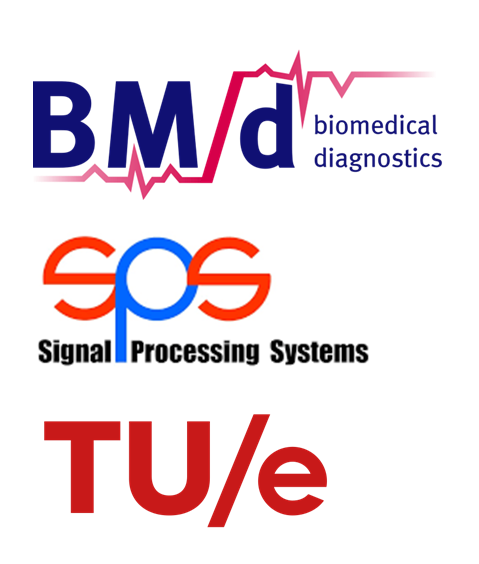 BM/d
biomedical
diagnostics
sps
Signal Processing Systems
TU/e